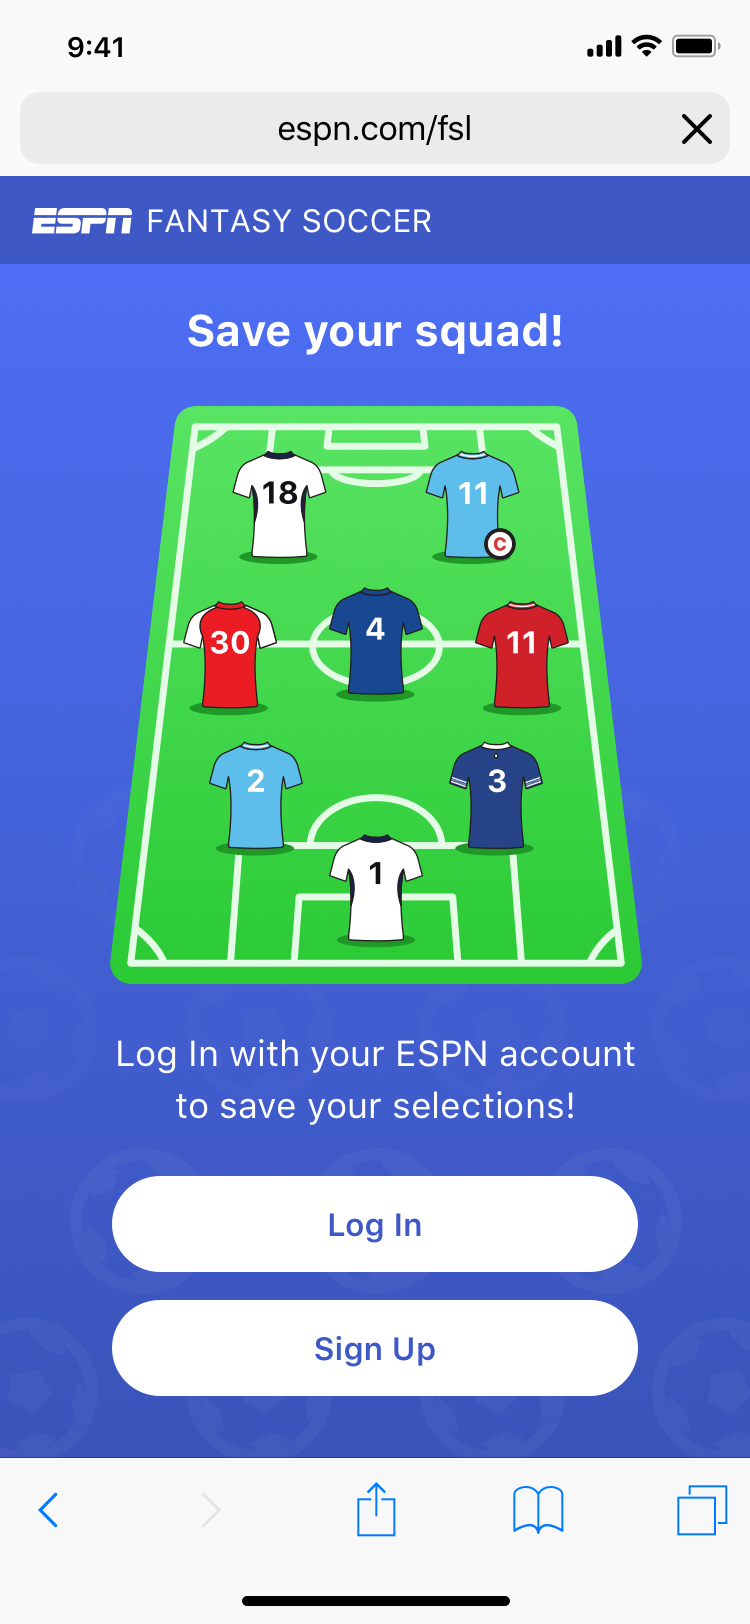 9:41
espn.com/fsl
ESPN FANTASY SOCCER
Save your squad!
18
11
C
30
4
11
2
3
1
Log In with your ESPN account
to save your selections!
Log In
Sign Up